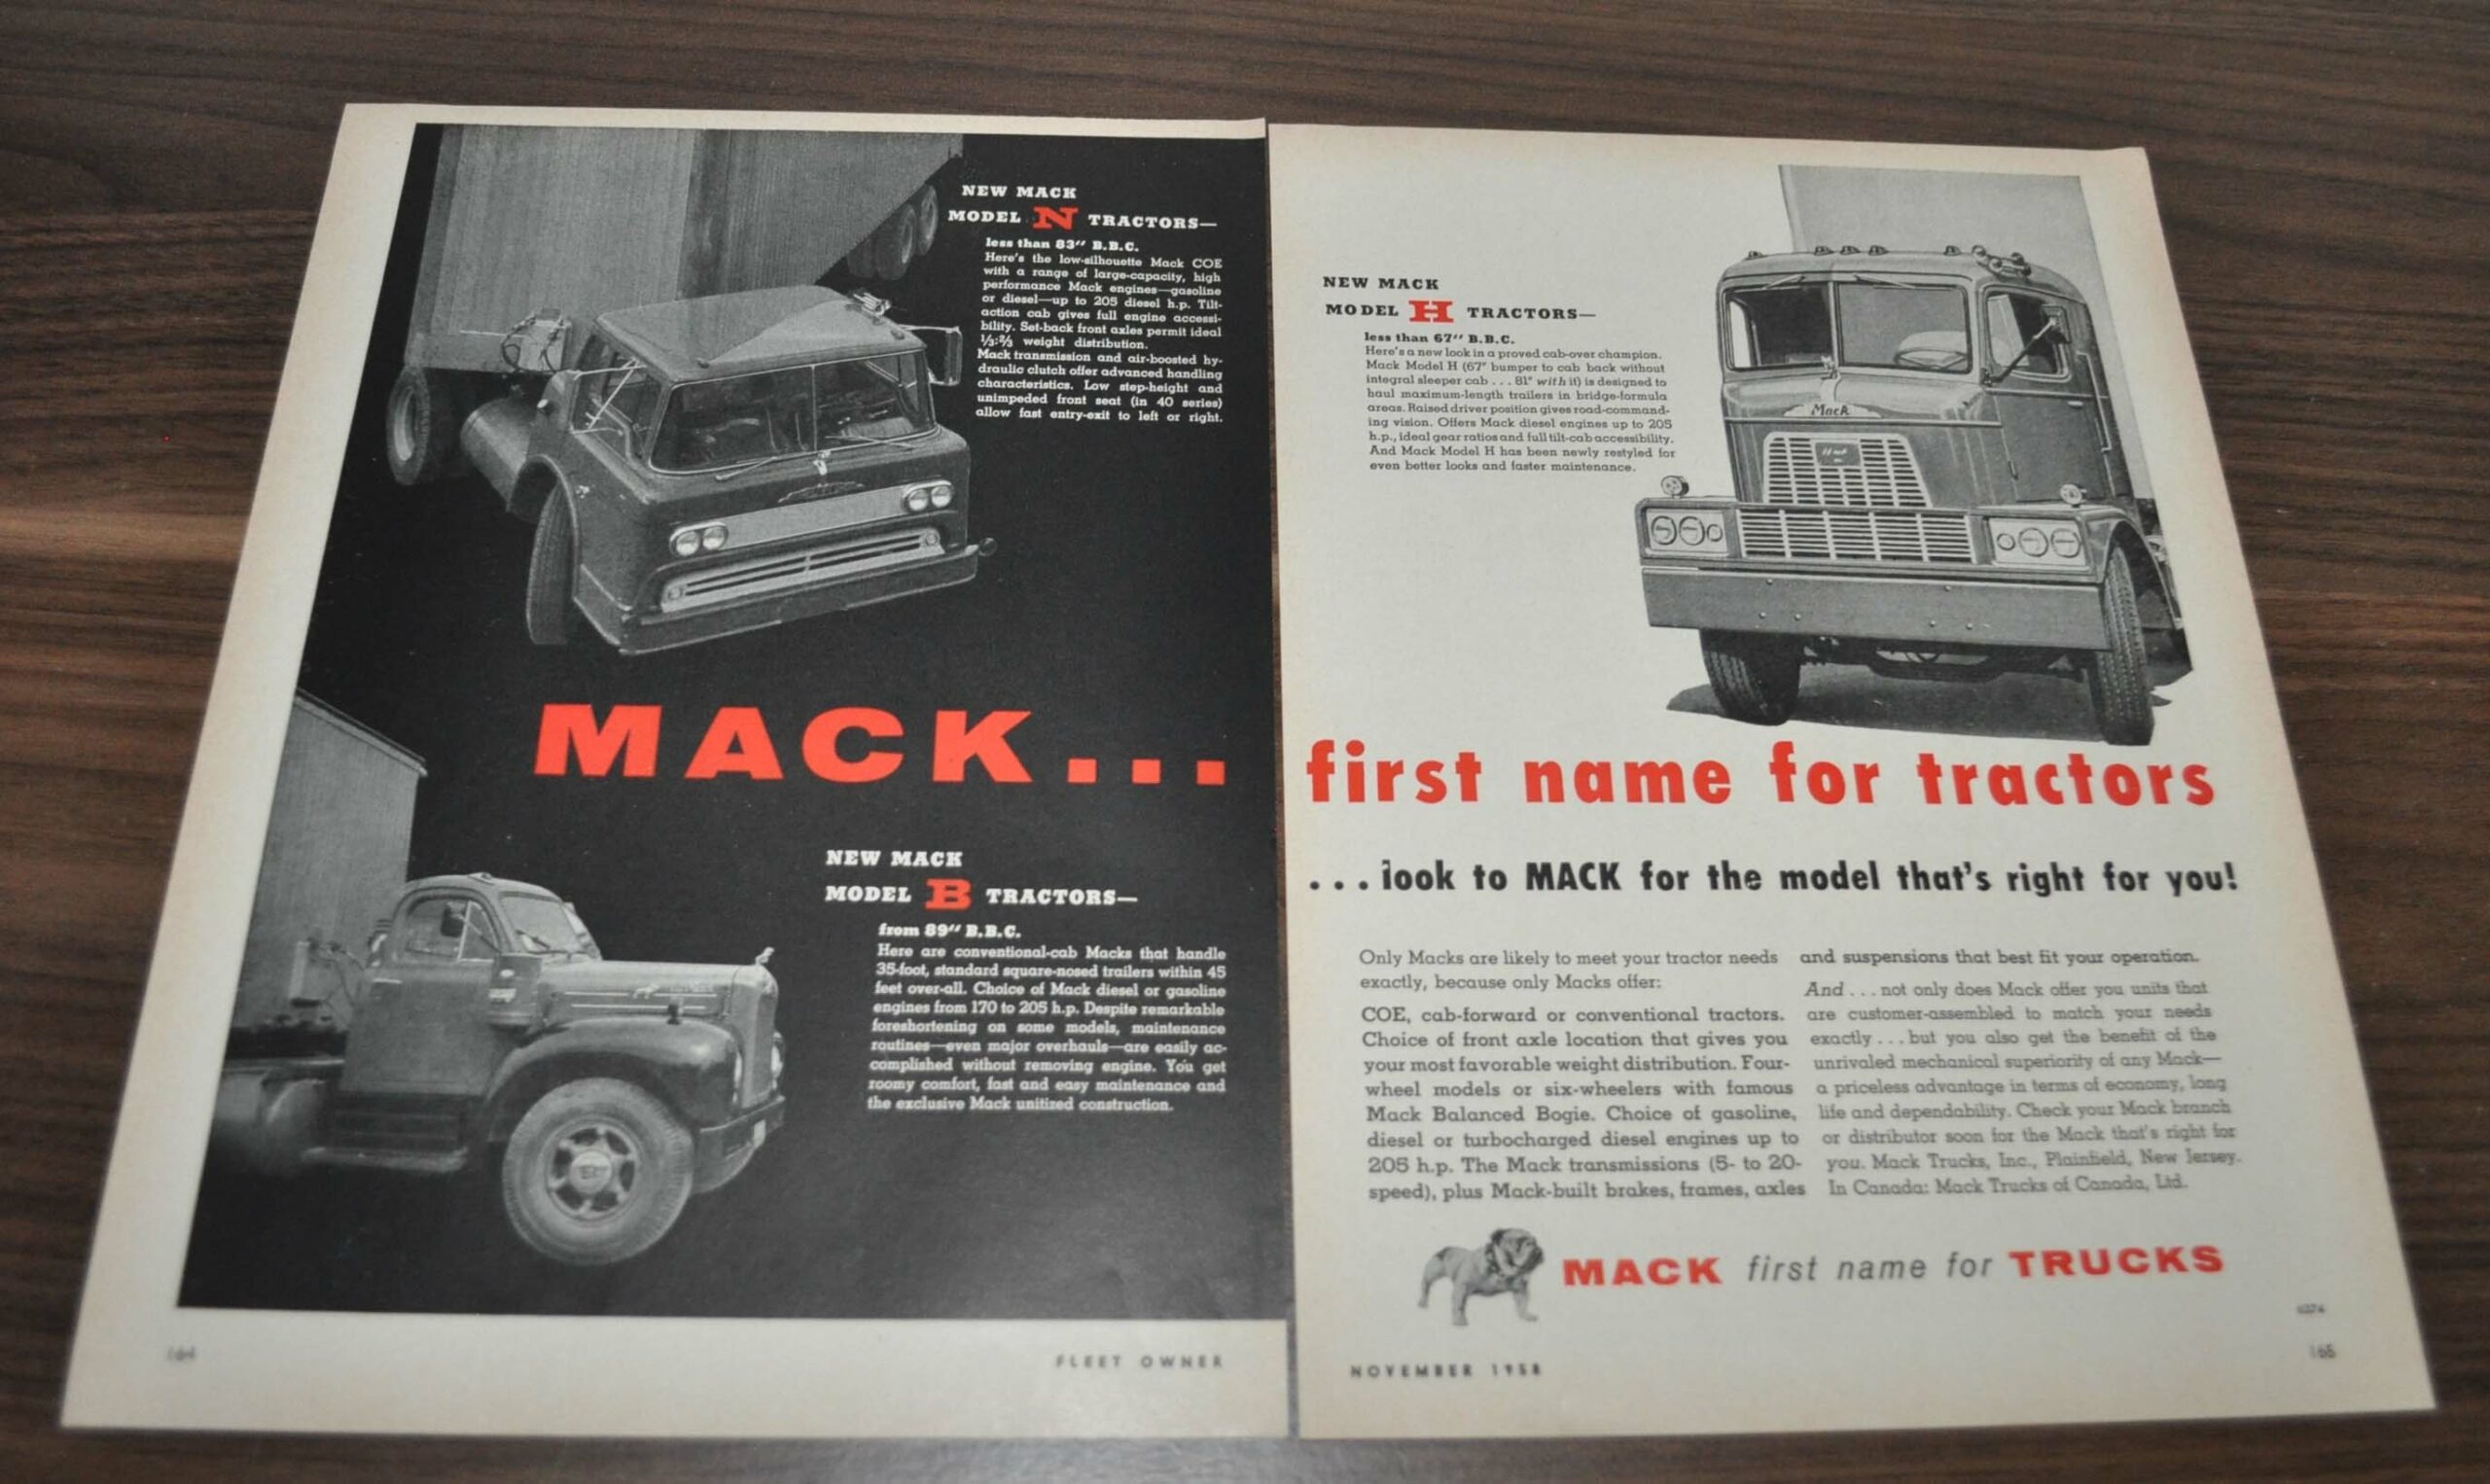 NEW MACK
MODEL N TRACTORS—
less than 83" B.B.C.
Here's the low-silhouette Mack COE
with a range of large-capacity, high
performance Mack engines—gasoline
or diesel—up to 205 diesel h.p. Tilt-
action cab gives full engine accessi-
bility. Set-back front axles permit ideal
⅓:⅔ weight distribution.
Mack transmission and air-boosted hy-
draulic clutch offer advanced handling
characteristics. Low step-height and
unimpeded front seat (in 40 series)
allow fast entry-exit to left or right.
MACK...
NEW MACK
MODEL B TRACTORS—
from 89" B.B.C.
Here are conventional-cab Macks that handle
35-foot, standard square-nosed trailers within 45
feet over-all. Choice of Mack diesel or gasoline
engines from 170 to 205 h.p. Despite remarkable
foreshortening on some models, maintenance
routines—even major overhauls—are easily ac-
complished without removing engine. You get
roomy comfort, fast and easy maintenance and
the exclusive Mack unitized construction.
164
FLEET OWNER
NEW MACK
MODEL H TRACTORS—
less than 67" B.B.C.
Here's a new look in a proved cab-over champion.
Mack Model H (67" bumper to cab back without
integral sleeper cab . . . 81" with it) is designed to
haul maximum-length trailers in bridge-formula
areas. Raised driver position gives road-command-
ing vision. Offers Mack diesel engines up to 205
h.p., ideal gear ratios and full tilt-cab accessibility.
And Mack Model H has been newly restyled for
even better looks and faster maintenance.
Mack
first name for tractors
...look to MACK for the model that's right for you!
Only Macks are likely to meet your tractor needs
exactly, because only Macks offer:
COE, cab-forward or conventional tractors.
Choice of front axle location that gives you
your most favorable weight distribution. Four-
wheel models or six-wheelers with famous
Mack Balanced Bogie. Choice of gasoline,
diesel or turbocharged diesel engines up to
205 h.p. The Mack transmissions (5- to 20-
speed), plus Mack-built brakes, frames, axles
and suspensions that best fit your operation.
And . . . not only does Mack offer you units that
are customer-assembled to match your needs
exactly . . . but you also get the benefit of the
unrivaled mechanical superiority of any Mack—
a priceless advantage in terms of economy, long
life and dependability. Check your Mack branch
or distributor soon for the Mack that's right for
you. Mack Trucks, Inc., Plainfield, New Jersey.
In Canada: Mack Trucks of Canada, Ltd.
MACK first name for TRUCKS
NOVEMBER 1958
165